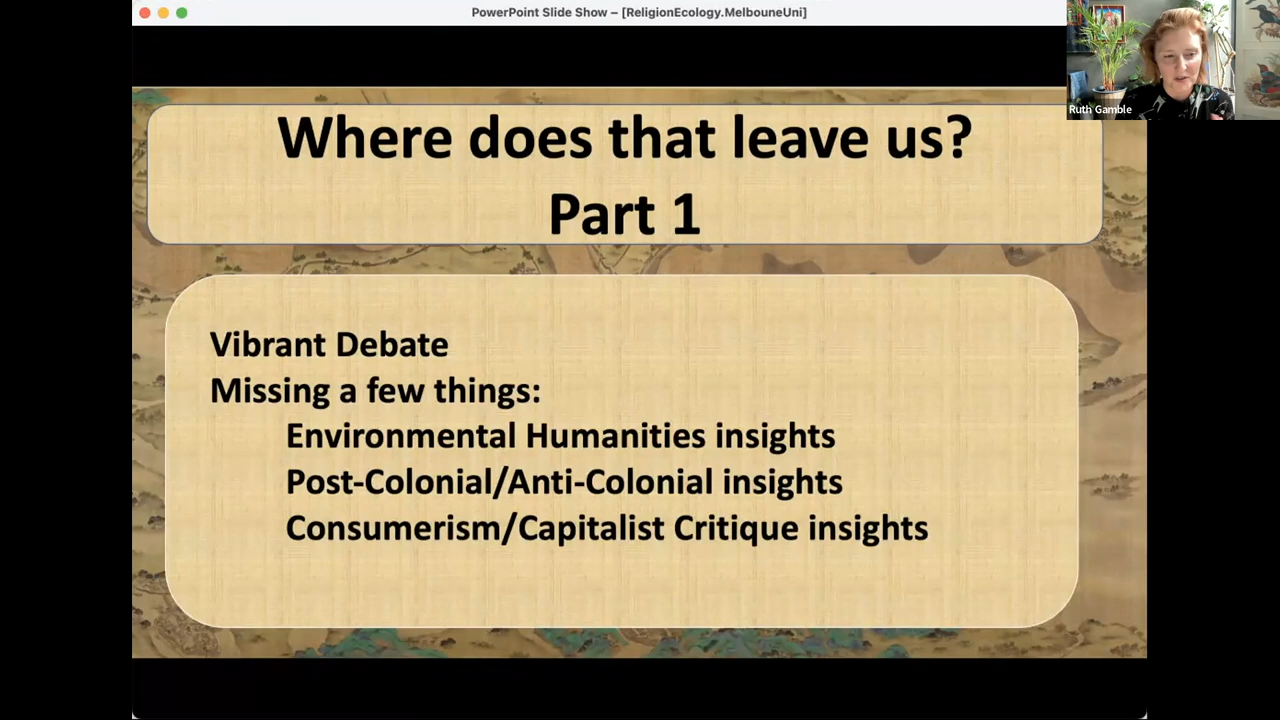 PowerPoint Slide Show – [ReligionEcology.MelbouneUni]
Ruth Gamble
Where does that leave us?
Part 1
Vibrant Debate
Missing a few things:
Environmental Humanities insights
Post-Colonial/Anti-Colonial insights
Consumerism/Capitalist Critique insights